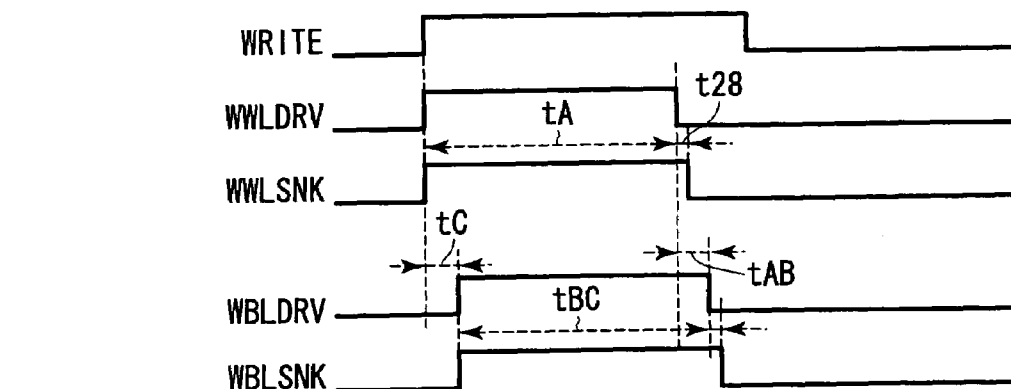 WRITE
t28
WWLDRV
tA
WWLSNK
tC
tAB
WBLDRV
tBC
WBLSNK